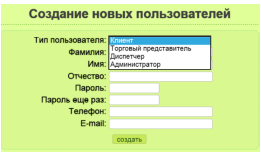 Создание новых пользователей
Тип пользователя: Клиент
Торговый представитель
Диспетчер
Администратор
Фамилия:
Имя:
Отчество:
Пароль:
Пароль еще раз:
Телефон:
E-mail:
создать